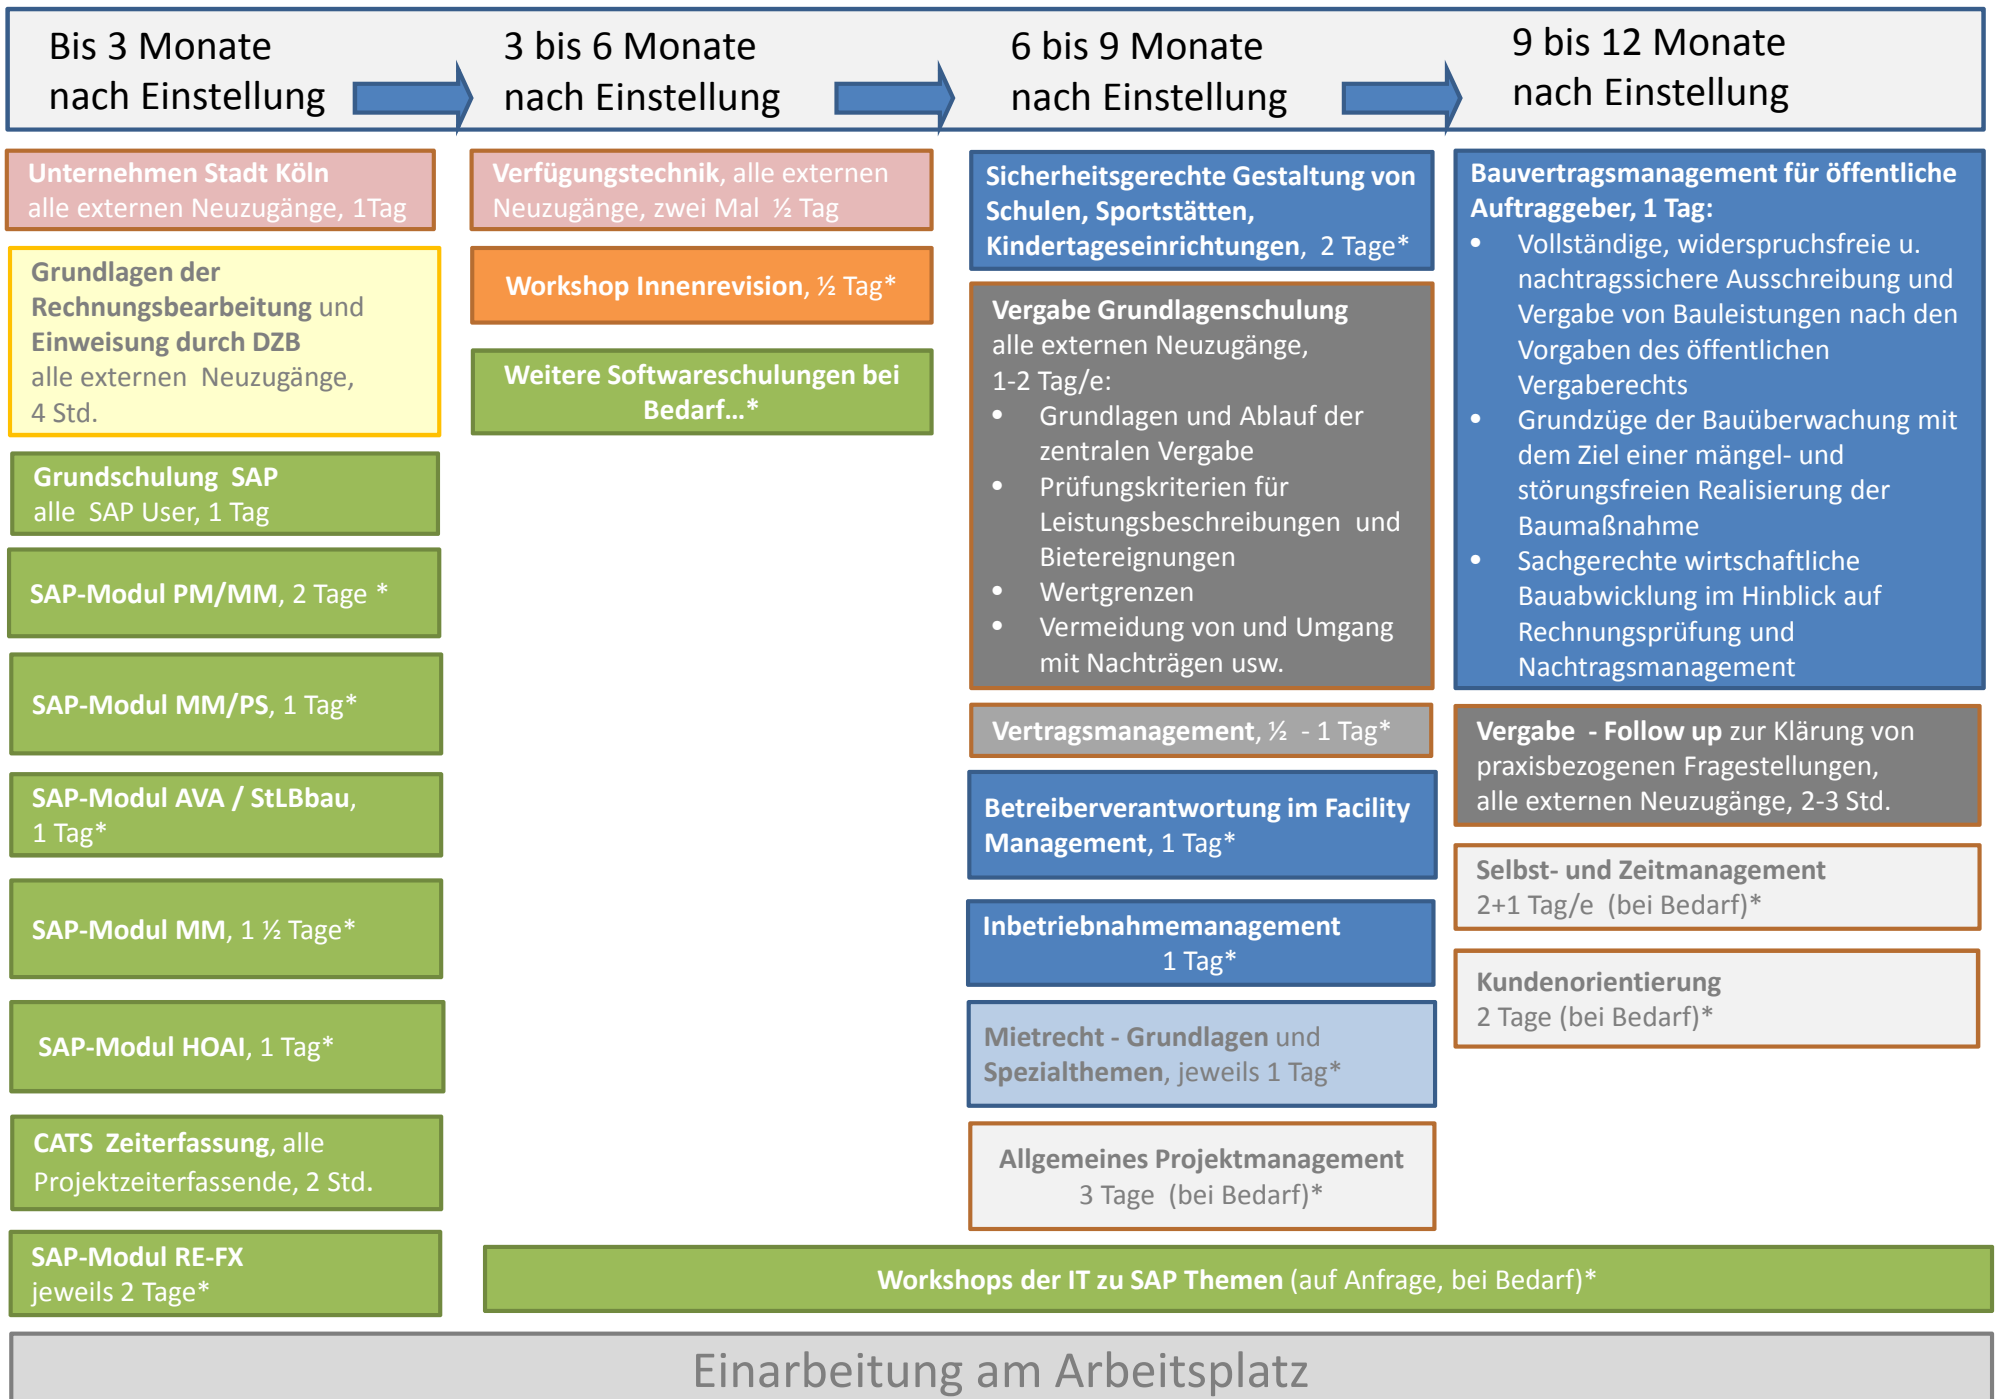 Bis 3 Monate
nach Einstellung
3 bis 6 Monate
nach Einstellung
6 bis 9 Monate
nach Einstellung
9 bis 12 Monate
nach Einstellung
Unternehmen Stadt Köln
alle externen Neuzugänge, 1Tag
Grundlagen der
Rechnungsbearbeitung und
Einweisung durch DZB
alle externen Neuzugänge,
4 Std.
Grundschulung SAP
alle SAP User, 1 Tag
SAP-Modul PM/MM, 2 Tage *
SAP-Modul MM/PS, 1 Tag*
SAP-Modul AVA / StLBbau,
1 Tag*
SAP-Modul MM, 1 ½ Tage*
SAP-Modul HOAI, 1 Tag*
CATS Zeiterfassung, alle
Projektzeiterfassende, 2 Std.
SAP-Modul RE-FX
jeweils 2 Tage*
Verfügungstechnik, alle externen
Neuzugänge, zwei Mal ½ Tag
Workshop Innenrevision, ½ Tag*
Weitere Softwareschulungen bei
Bedarf...*
Sicherheitsgerechte Gestaltung von
Schulen, Sportstätten,
Kindertageseinrichtungen, 2 Tage*
Vergabe Grundlagenschulung
alle externen Neuzugänge,
1-2 Tag/e:
• Grundlagen und Ablauf der
zentralen Vergabe
• Prüfungskriterien für
Leistungsbeschreibungen und
Bietereignungen
• Wertgrenzen
• Vermeidung von und Umgang
mit Nachträgen usw.
Vertragsmanagement, ½ - 1 Tag*
Betreiberverantwortung im Facility
Management, 1 Tag*
Inbetriebnahmemanagement
1 Tag*
Mietrecht - Grundlagen und
Spezialthemen, jeweils 1 Tag*
Allgemeines Projektmanagement
3 Tage (bei Bedarf)*
Bauvertragsmanagement für öffentliche
Auftraggeber, 1 Tag:
• Vollständige, widerspruchsfreie u.
nachtragssichere Ausschreibung und
Vergabe von Bauleistungen nach den
Vorgaben des öffentlichen
Vergaberechts
• Grundzüge der Bauüberwachung mit
dem Ziel einer mängel- und
störungsfreien Realisierung der
Baumaßnahme
• Sachgerechte wirtschaftliche
Bauabwicklung im Hinblick auf
Rechnungsprüfung und
Nachtragsmanagement
Vergabe - Follow up zur Klärung von
praxisbezogenen Fragestellungen,
alle externen Neuzugänge, 2-3 Std.
Selbst- und Zeitmanagement
2+1 Tag/e (bei Bedarf)*
Kundenorientierung
2 Tage (bei Bedarf)*
Workshops der IT zu SAP Themen (auf Anfrage, bei Bedarf)*
Einarbeitung am Arbeitsplatz